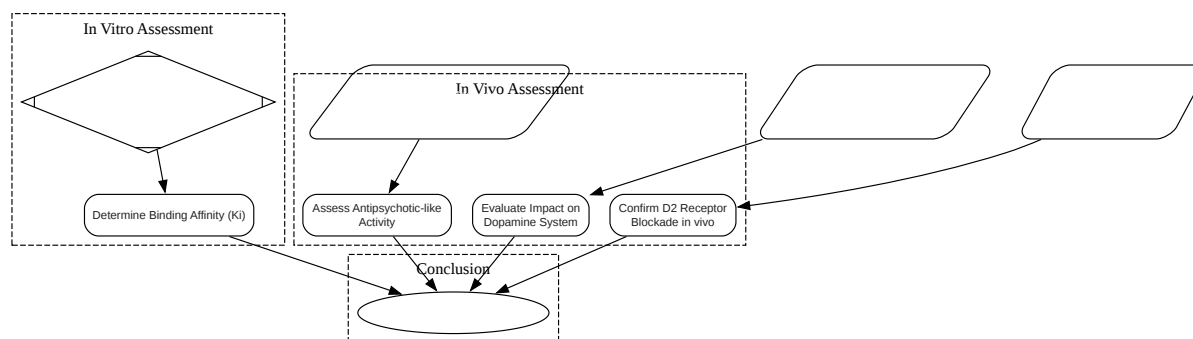 In Vitro Assessment
In Vivo Assessment
Determine Binding Affinity (Ki)
Assess Antipsychotic-like
Activity
Evaluate Impact on
Dopamine System
Confirm D2 Receptor
Blockade in vivo
Conclusion